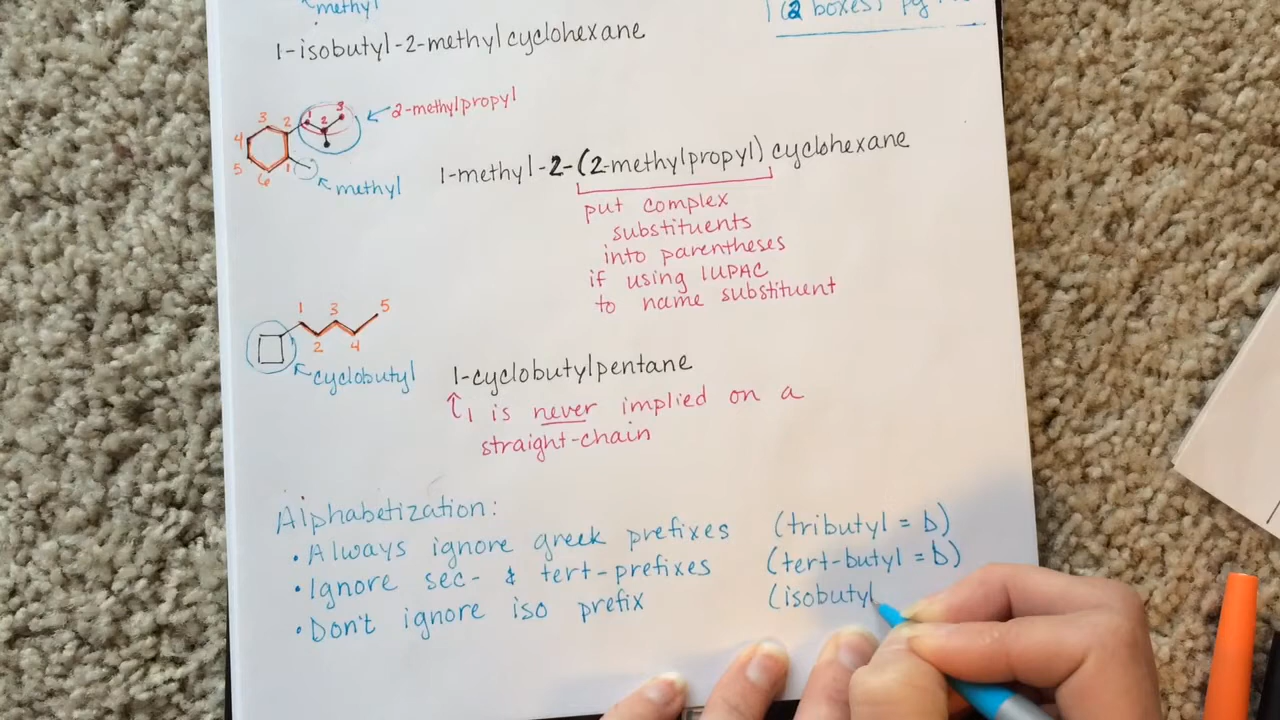 methyl
(2 boxes) pg
1-isobutyl-2-methylcyclohexane
3
4
5
6
1
2
1
2
3
2-methylpropyl
methyl
1-methyl-2-(2-methylpropyl)cyclohexane
put complex
substituents
into parentheses
if using IUPAC
to name substituent
1
3
5
2
4
cyclobutyl
1-cyclobutylpentane
1 is never implied on a
straight-chain
Alphabetization:
• Always ignore greek prefixes (tributyl = b)
• Ignore sec- & tert-prefixes (tert-butyl = b)
• Don't ignore iso prefix (isobutyl